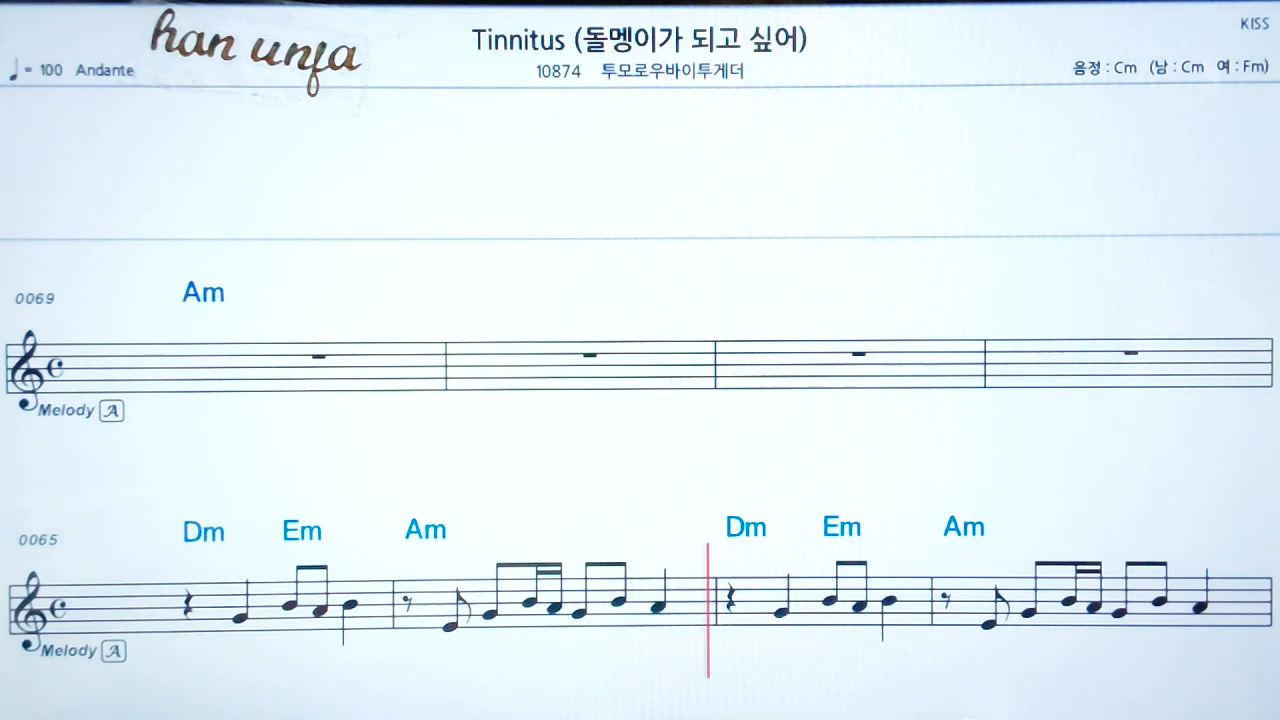 han unja
Tinnitus (돌멩이가 되고 싶어)
KISS
♩ = 100 Andante
10874 투모로우바이투게더
음정 : Cm (남 : Cm 여 : Fm)
0069
Am
Melody A
0065
Dm Em Am Dm Em Am
Melody A